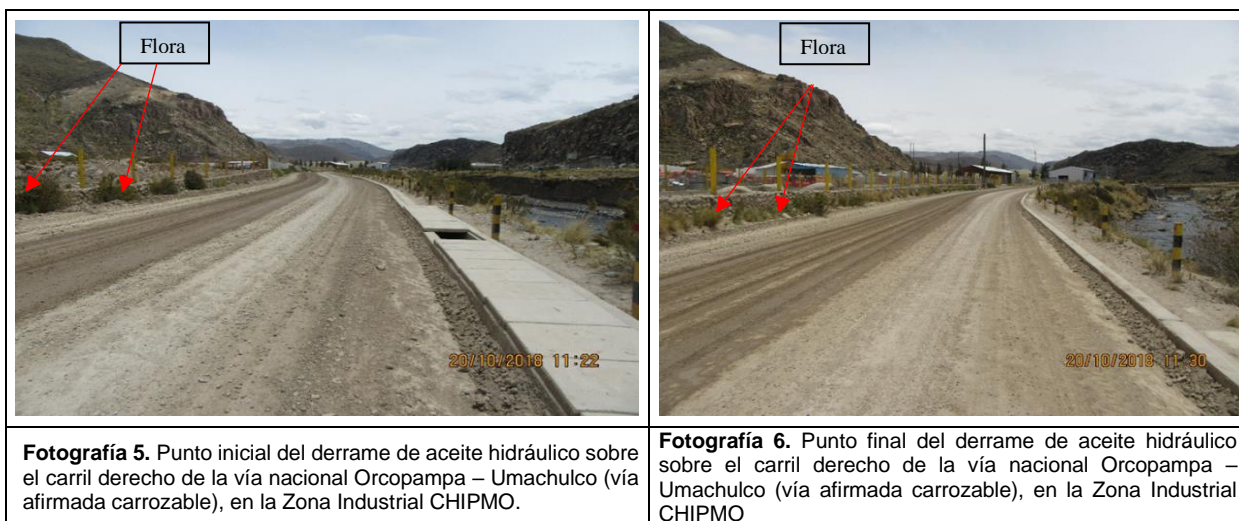 Flora
20/10/2018 11:22
Fotografía 5. Punto inicial del derrame de aceite hidráulico sobre
el carril derecho de la vía nacional Orcopampa – Umachulco (vía
afirmada carrozable), en la Zona Industrial CHIPMO.
Flora
20/10/2018 11 30
Fotografía 6. Punto final del derrame de aceite hidráulico
sobre el carril derecho de la vía nacional Orcopampa –
Umachulco (vía afirmada carrozable), en la Zona Industrial
CHIPMO